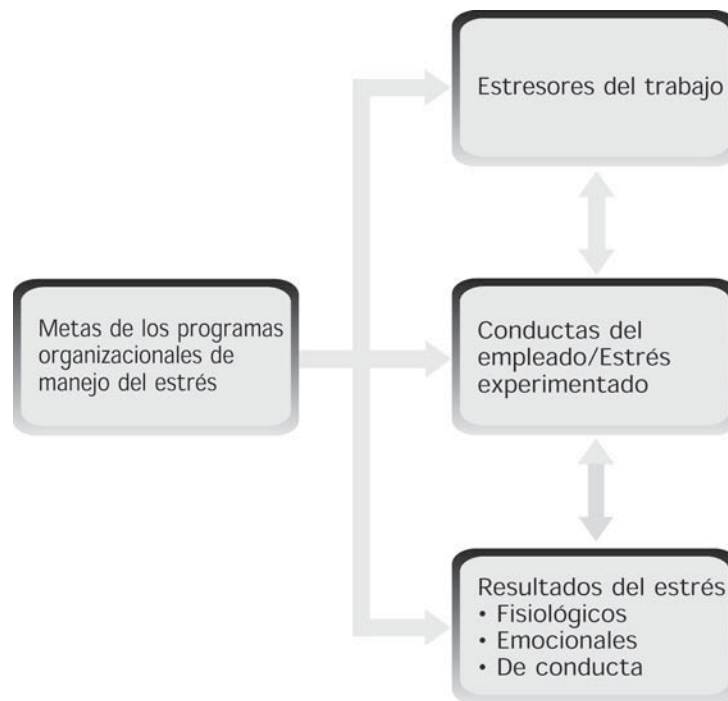 Estresores del trabajo
Metas de los programas
organizacionales de
manejo del estrés
Conductas del
empleado/Estrés
experimentado
Resultados del estrés
• Fisiológicos
• Emocionales
• De conducta